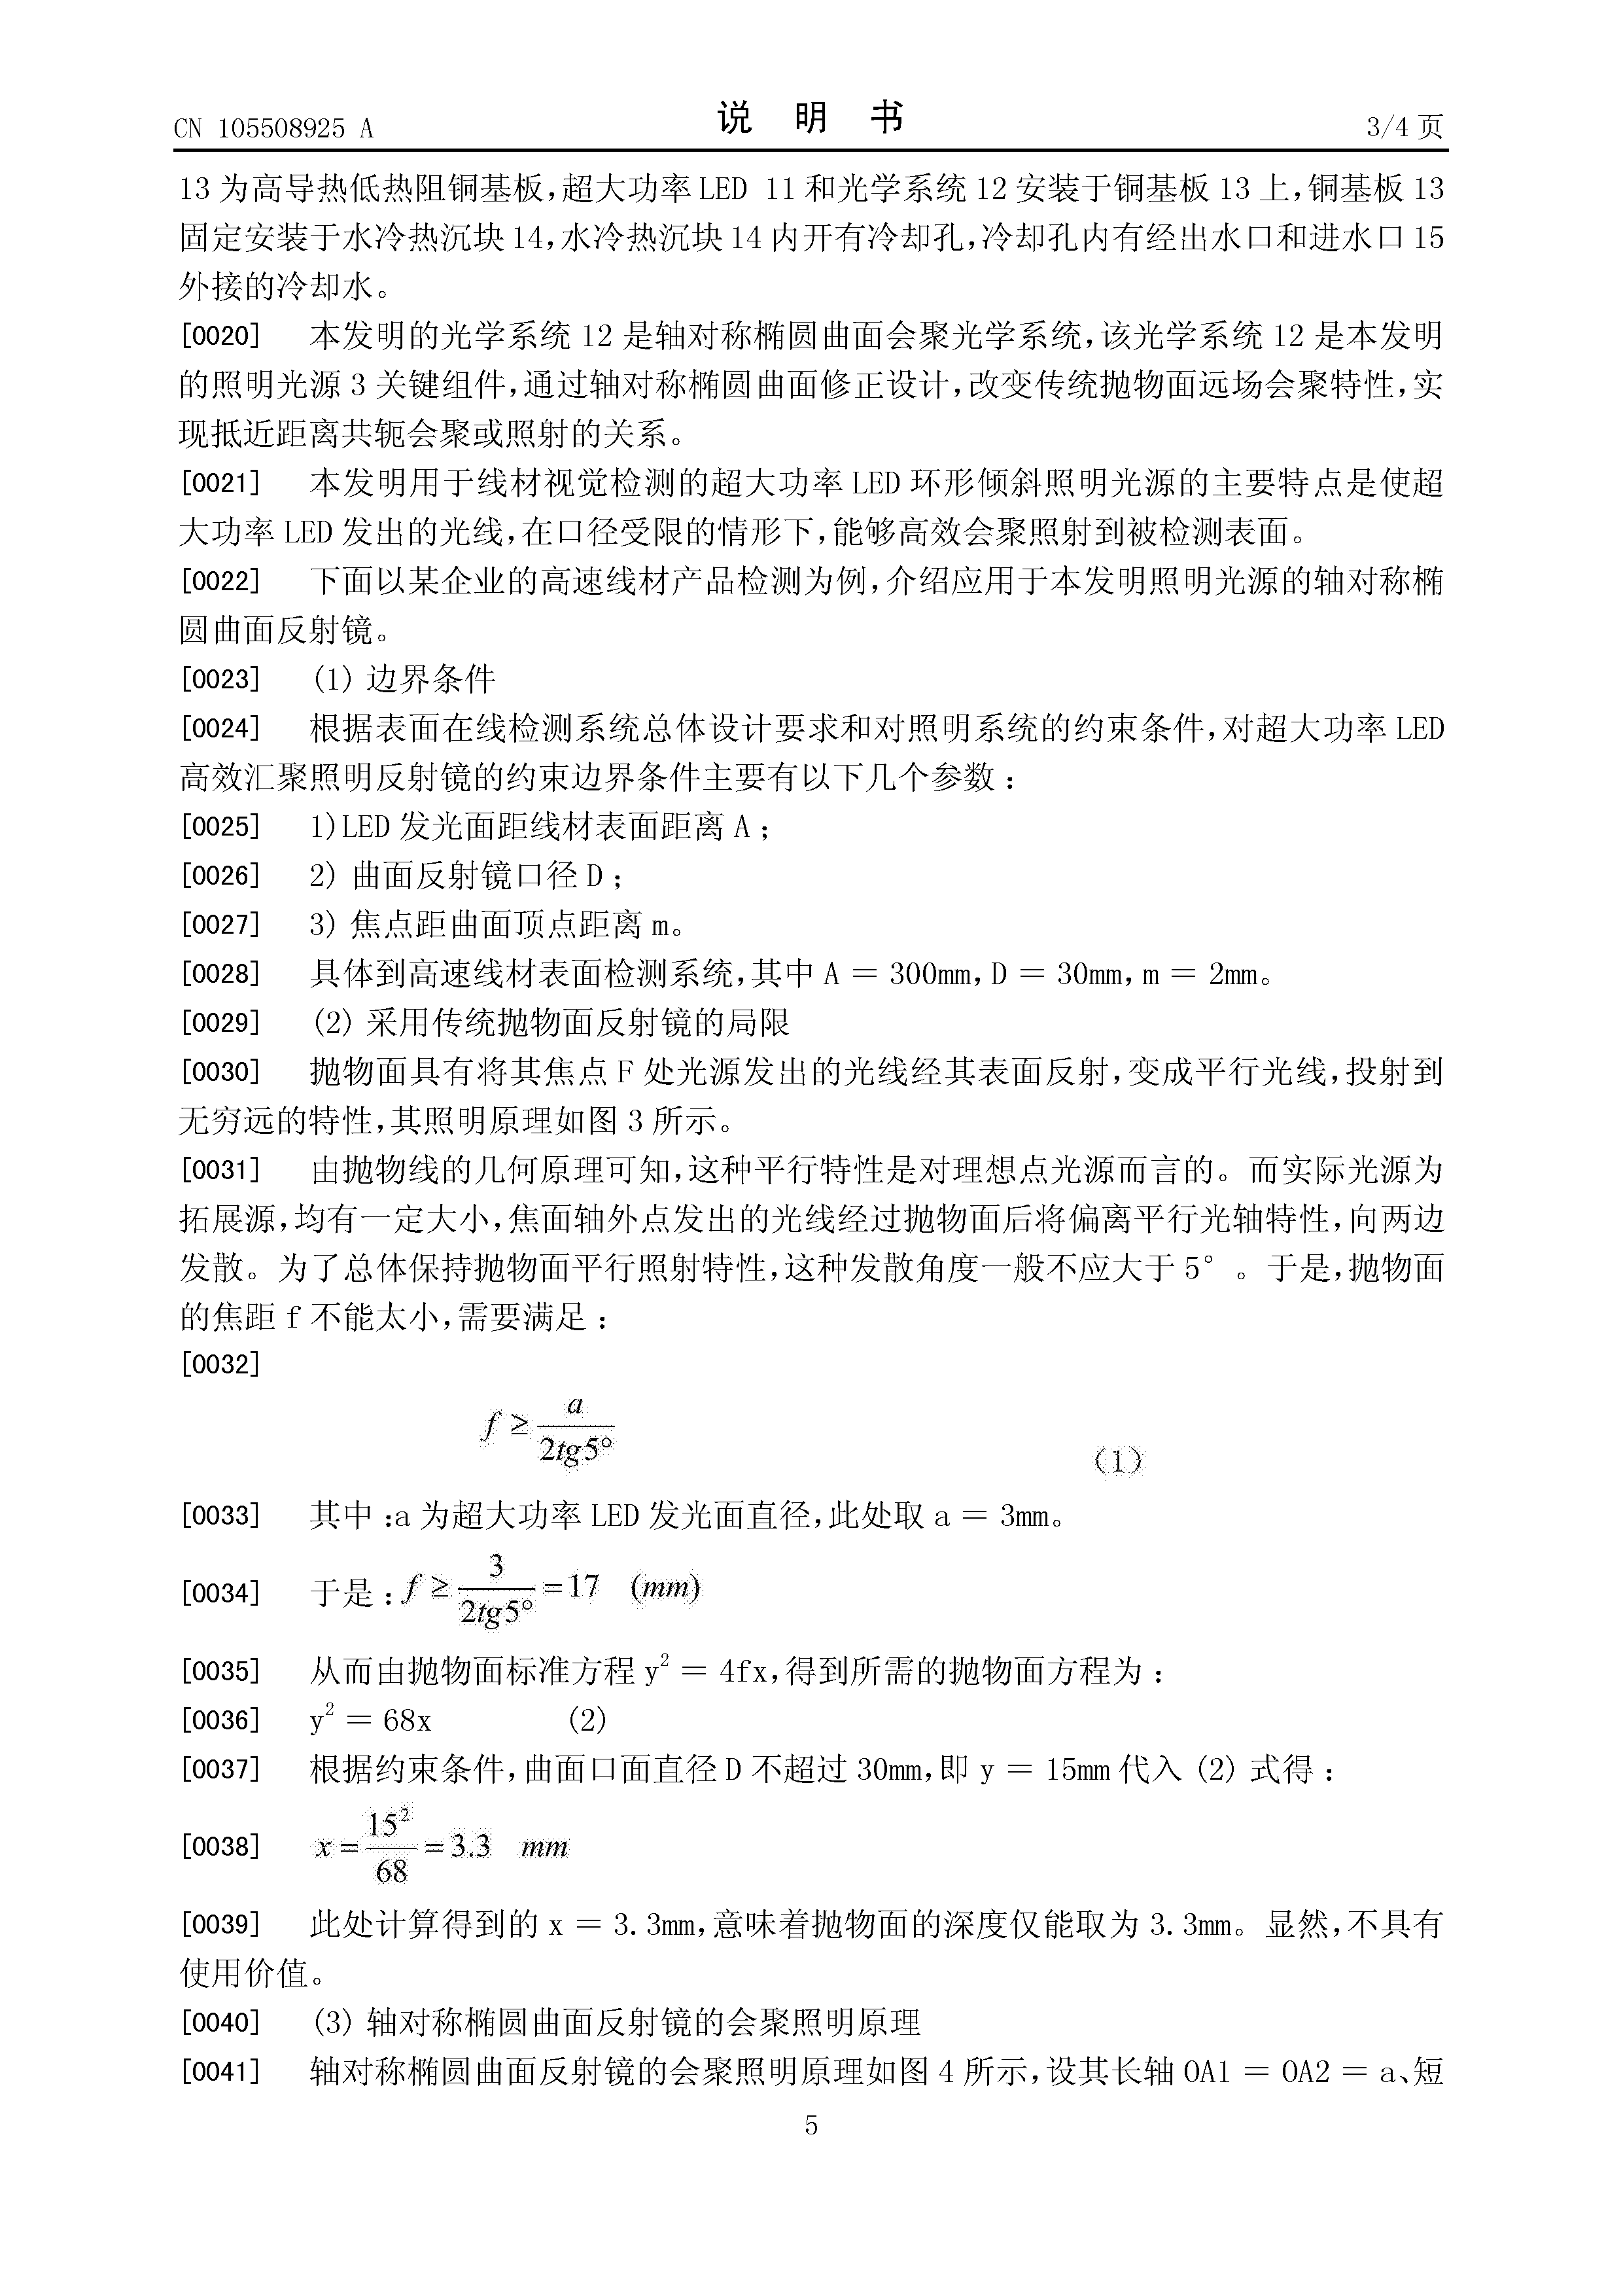 CN 105508925 A
说 明 书
3/4 页
13 为高导热低热阻铜基板,超大功率 LED 11 和光学系统 12 安装于铜基板 13 上,铜基板 13
固定安装于水冷热沉块 14,水冷热沉块 14 内开有冷却孔,冷却孔内有经出水口和进水口 15
外接的冷却水。
[0020] 本发明的光学系统 12 是轴对称椭圆曲面会聚光学系统,该光学系统 12 是本发明
的照明光源 3 关键组件,通过轴对称椭圆曲面修正设计,改变传统抛物面远场会聚特性,实
现抵近距离共轭会聚或照射的关系。
[0021] 本发明用于线材视觉检测的超大功率 LED 环形倾斜照明光源的主要特点是使超
大功率 LED 发出的光线,在口径受限的情形下,能够高效会聚照射到被检测表面。
[0022] 下面以某企业的高速线材产品检测为例,介绍应用于本发明照明光源的轴对称椭
圆曲面反射镜。
[0023] (1) 边界条件
[0024] 根据表面在线检测系统总体设计要求和对照明系统的约束条件,对超大功率 LED
高效汇聚照明反射镜的约束边界条件主要有以下几个参数:
[0025] 1)LED 发光面距线材表面距离 A;
[0026] 2) 曲面反射镜口径 D;
[0027] 3) 焦点距曲面顶点距离 m。
[0028] 具体到高速线材表面检测系统,其中 A = 300mm,D = 30mm,m = 2mm。
[0029] (2) 采用传统抛物面反射镜的局限
[0030] 抛物面具有将其焦点 F 处光源发出的光线经其表面反射,变成平行光线,投射到
无穷远的特性,其照明原理如图 3 所示。
[0031] 由抛物线的几何原理可知,这种平行特性是对理想点光源而言的。而实际光源为
拓展源,均有一定大小,焦面轴外点发出的光线经过抛物面后将偏离平行光轴特性,向两边
发散。为了总体保持抛物面平行照射特性,这种发散角度一般不应大于 5°。于是,抛物面
的焦距 f 不能太小,需要满足:
[0032]
f ≥ a / 2tg5° (1)
[0033] 其中:a 为超大功率 LED 发光面直径,此处取 a = 3mm。
[0034] 于是:f ≥ 3 / 2tg5° =17 (mm)
[0035] 从而由抛物面标准方程 y² = 4fx,得到所需的抛物面方程为:
[0036] y² = 68x (2)
[0037] 根据约束条件,曲面口面直径 D 不超过 30mm,即 y = 15mm 代入 (2) 式得:
[0038] x = 15² / 68 = 3.3 mm
[0039] 此处计算得到的 x = 3.3mm,意味着抛物面的深度仅能取为 3.3mm。显然,不具有
使用价值。
[0040] (3) 轴对称椭圆曲面反射镜的会聚照明原理
[0041] 轴对称椭圆曲面反射镜的会聚照明原理如图 4 所示,设其长轴 OA1 = OA2 = a、短
5